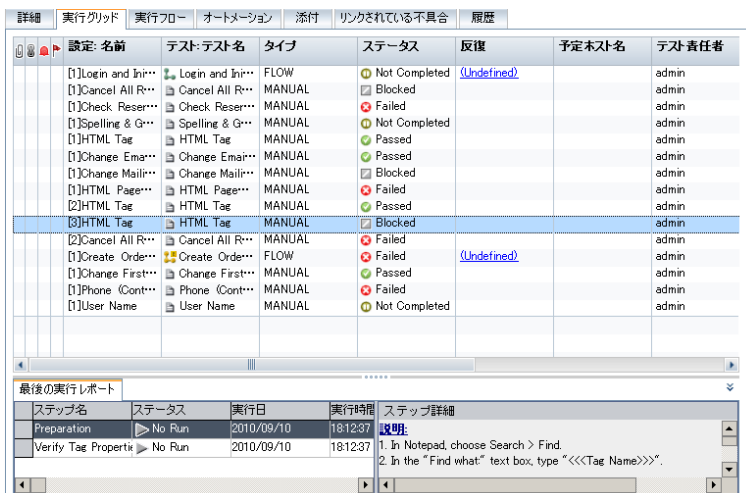 詳細 実行グリッド 実行フロー オートメーション 添付 リンクされている不具合 履歴
設定: 名前 テスト: テスト名 タイプ ステータス 反復 予定ホスト名 テスト責任者
[1]Login and Ini… Login and Ini… FLOW Not Completed (Undefined) admin
[1]Cancel All R… Cancel All R… MANUAL Blocked admin
[1]Check Reser… Check Reser… MANUAL Failed admin
[1]Spelling & G… Spelling & G… MANUAL Not Completed admin
[1]HTML Tag HTML Tag MANUAL Passed admin
[1]Change Ema… Change Emai… MANUAL Passed admin
[1]Change Maili… Change Maili… MANUAL Blocked admin
[1]HTML Page… HTML Page… MANUAL Failed admin
[2]HTML Tag HTML Tag MANUAL Passed admin
[3]HTML Tag HTML Tag MANUAL Blocked admin
[2]Cancel All R… Cancel All R… MANUAL Failed admin
[1]Create Orde… Create Orde… FLOW Failed (Undefined) admin
[1]Change First… Change First… MANUAL Passed admin
[1]Phone (Cont… Phone (Cont… MANUAL Failed admin
[1]User Name User Name MANUAL Not Completed admin
最後の実行レポート
ステップ名 ステータス 実行日 実行時間 ステップ詳細
Preparation No Run 2010/09/10 18:12:37 説明:
1. In Notepad, choose Search > Find.
Verify Tag Propertie No Run 2010/09/10 18:12:37 2. In the "Find what:" text box, type "<<<Tag Name>>>".